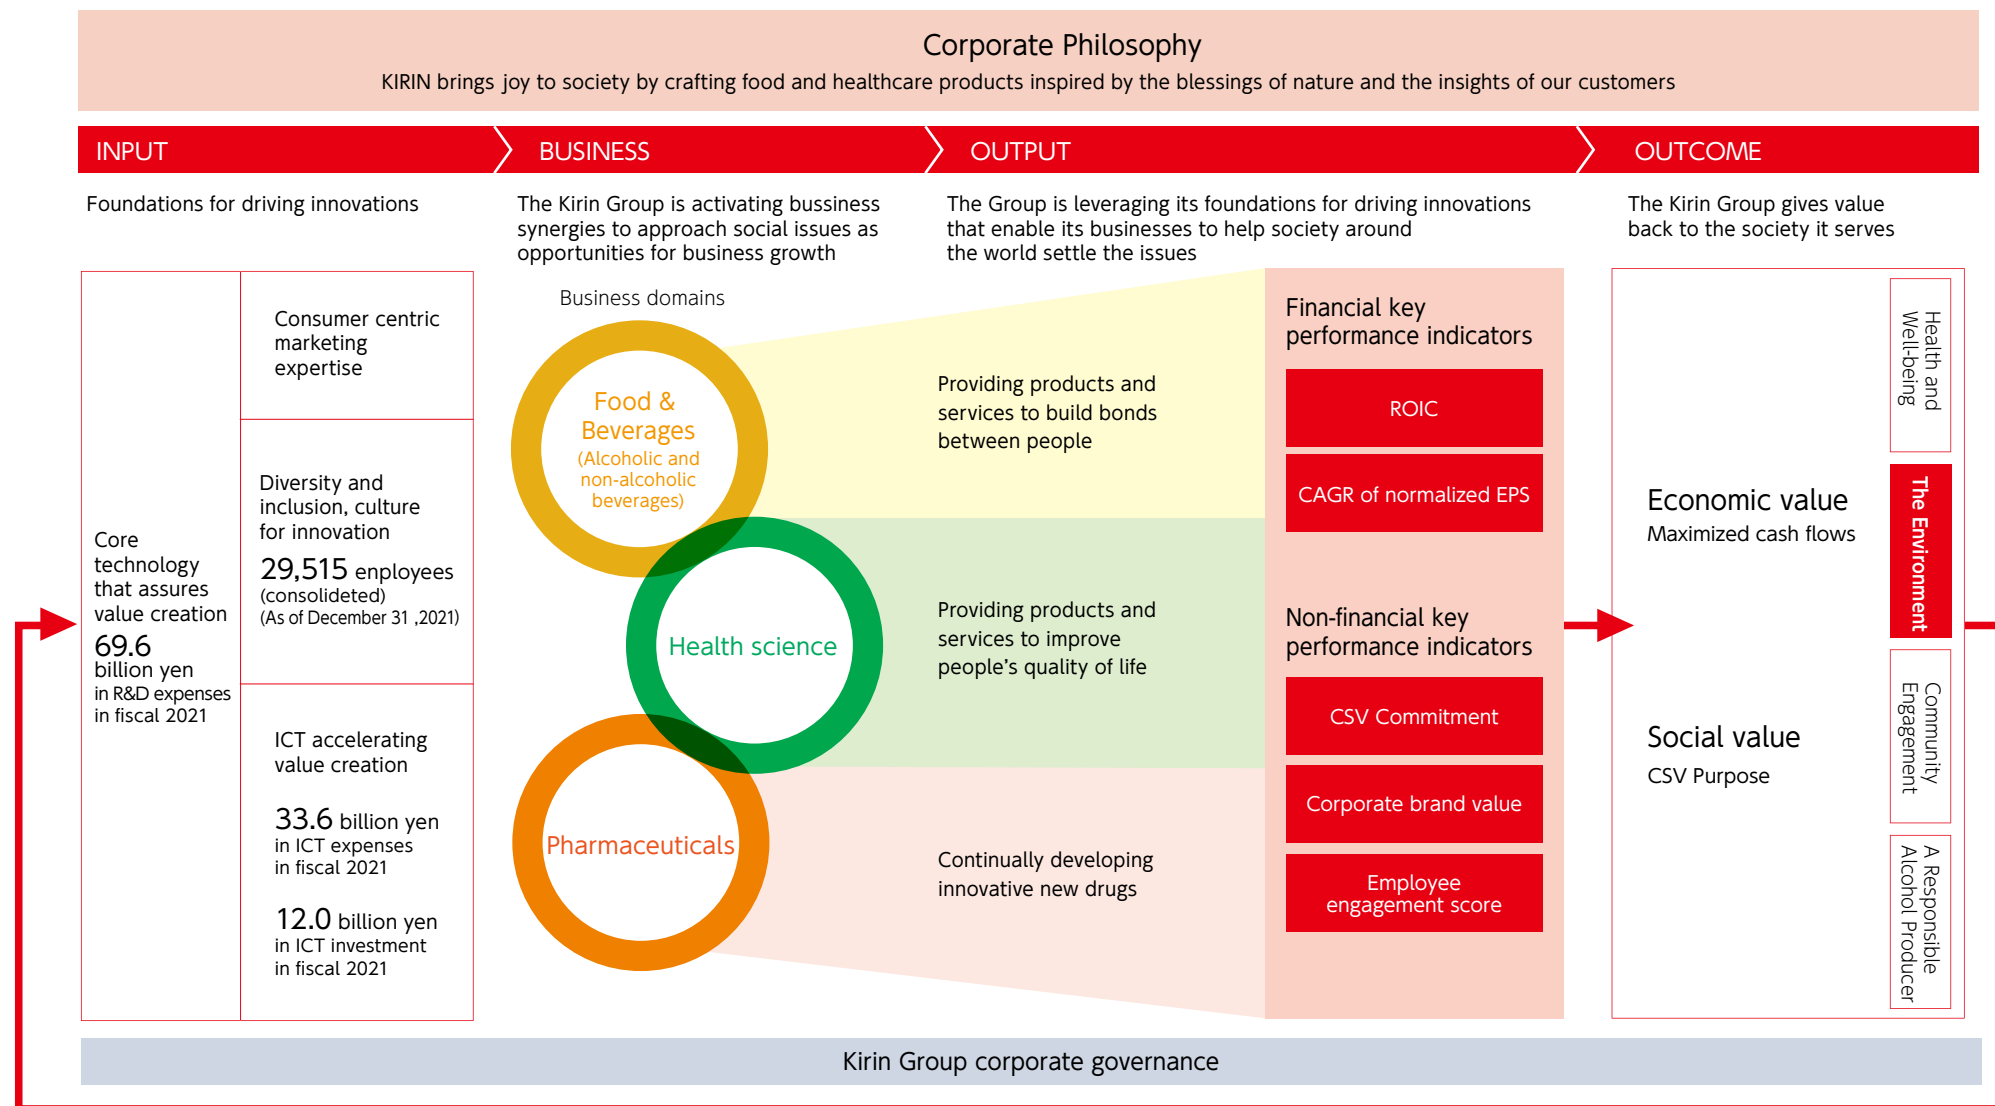 Corporate Philosophy
KIRIN brings joy to society by crafting food and healthcare products inspired by the blessings of nature and the insights of our customers
INPUT
BUSINESS
OUTPUT
OUTCOME
Foundations for driving innovations
The Kirin Group is activating bussiness
synergies to approach social issues as
opportunities for business growth
The Group is leveraging its foundations for driving innovations
that enable its businesses to help society around
the world settle the issues
The Kirin Group gives value
back to the society it serves
Core
technology
that assures
value creation
69.6
billion yen
in R&D expenses
in fiscal 2021
Consumer centric
marketing
expertise
Diversity and
inclusion, culture
for innovation
29,515 enployees
(consolideted)
(As of December 31 ,2021)
ICT accelerating
value creation
33.6 billion yen
in ICT expenses
in fiscal 2021
12.0 billion yen
in ICT investment
in fiscal 2021
Business domains
Food &
Beverages
(Alcoholic and
non-alcoholic
beverages)
Health science
Pharmaceuticals
Providing products and
services to build bonds
between people
Providing products and
services to improve
people's quality of life
Continually developing
innovative new drugs
Financial key
performance indicators
ROIC
CAGR of normalized EPS
Non-financial key
performance indicators
CSV Commitment
Corporate brand value
Employee
engagement score
Economic value
Maximized cash flows
Social value
CSV Purpose
Health and
Well-being
The Environment
Community
Engagement
A Responsible
Alcohol Producer
Kirin Group corporate governance